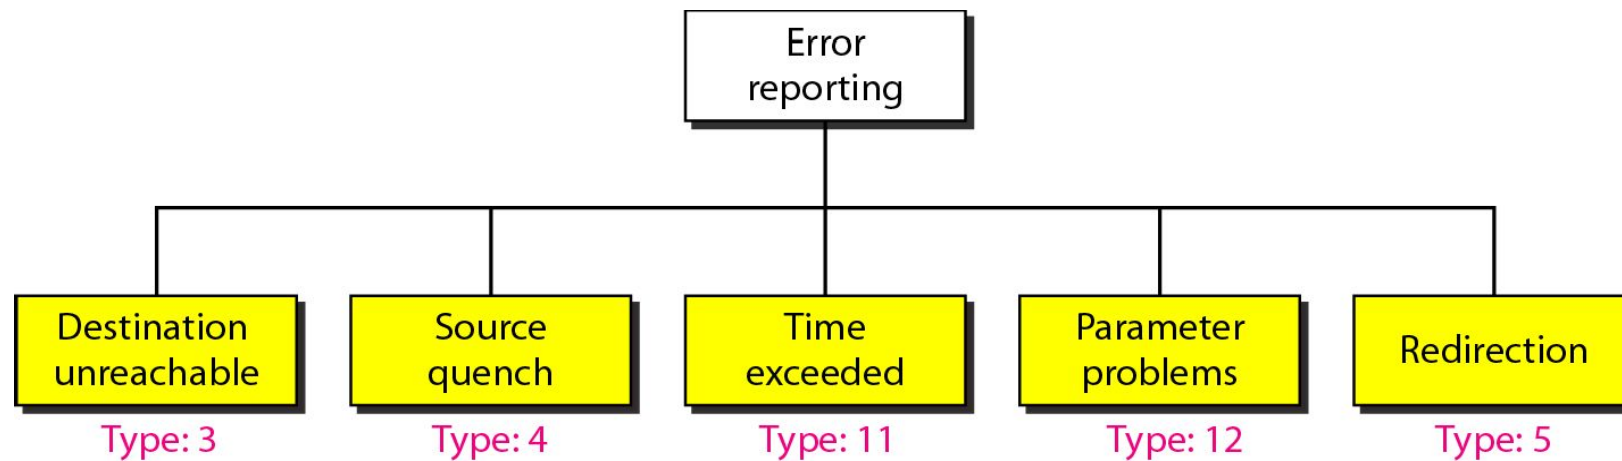 Error
reporting
Destination
unreachable
Source
quench
Time
exceeded
Parameter
problems
Redirection
Type: 3
Type: 4
Type: 11
Type: 12
Type: 5